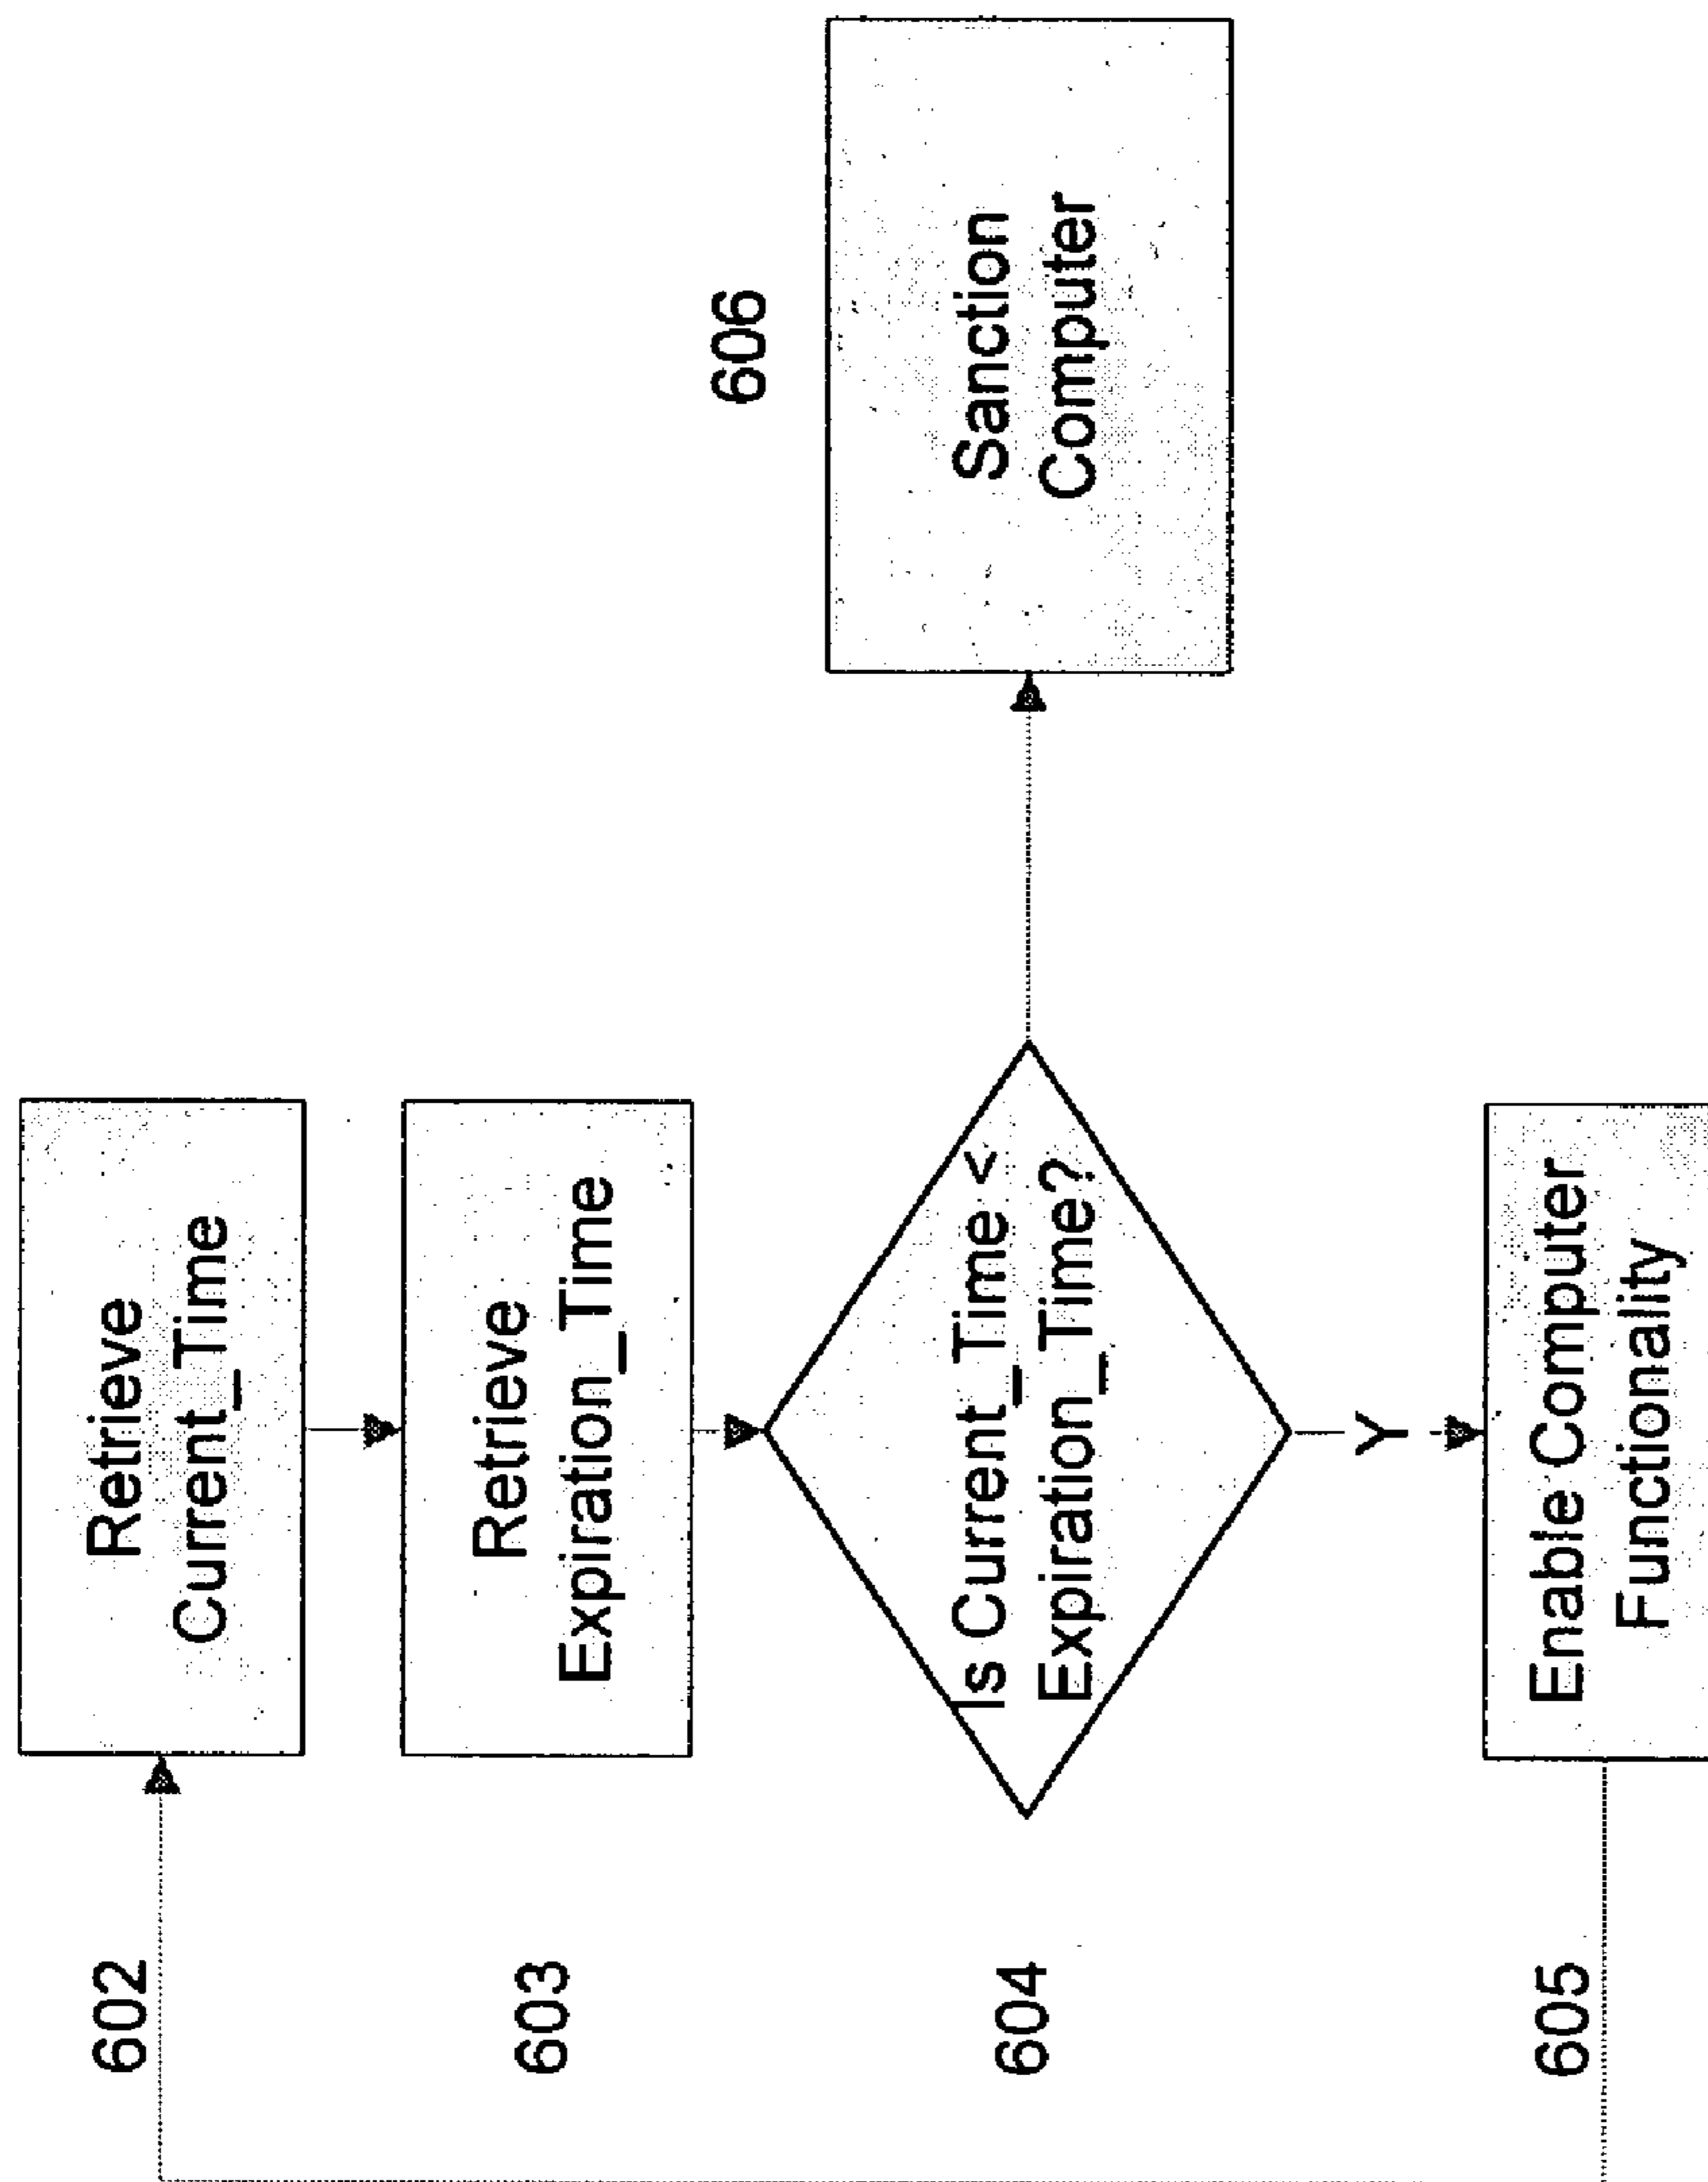 602
Retrieve
Current_Time
603
Retrieve
Expiration_Time
604
Is Current_Time <
Expiration_Time?
606
Sanction
Computer
Y
605
Enable Computer
Functionality